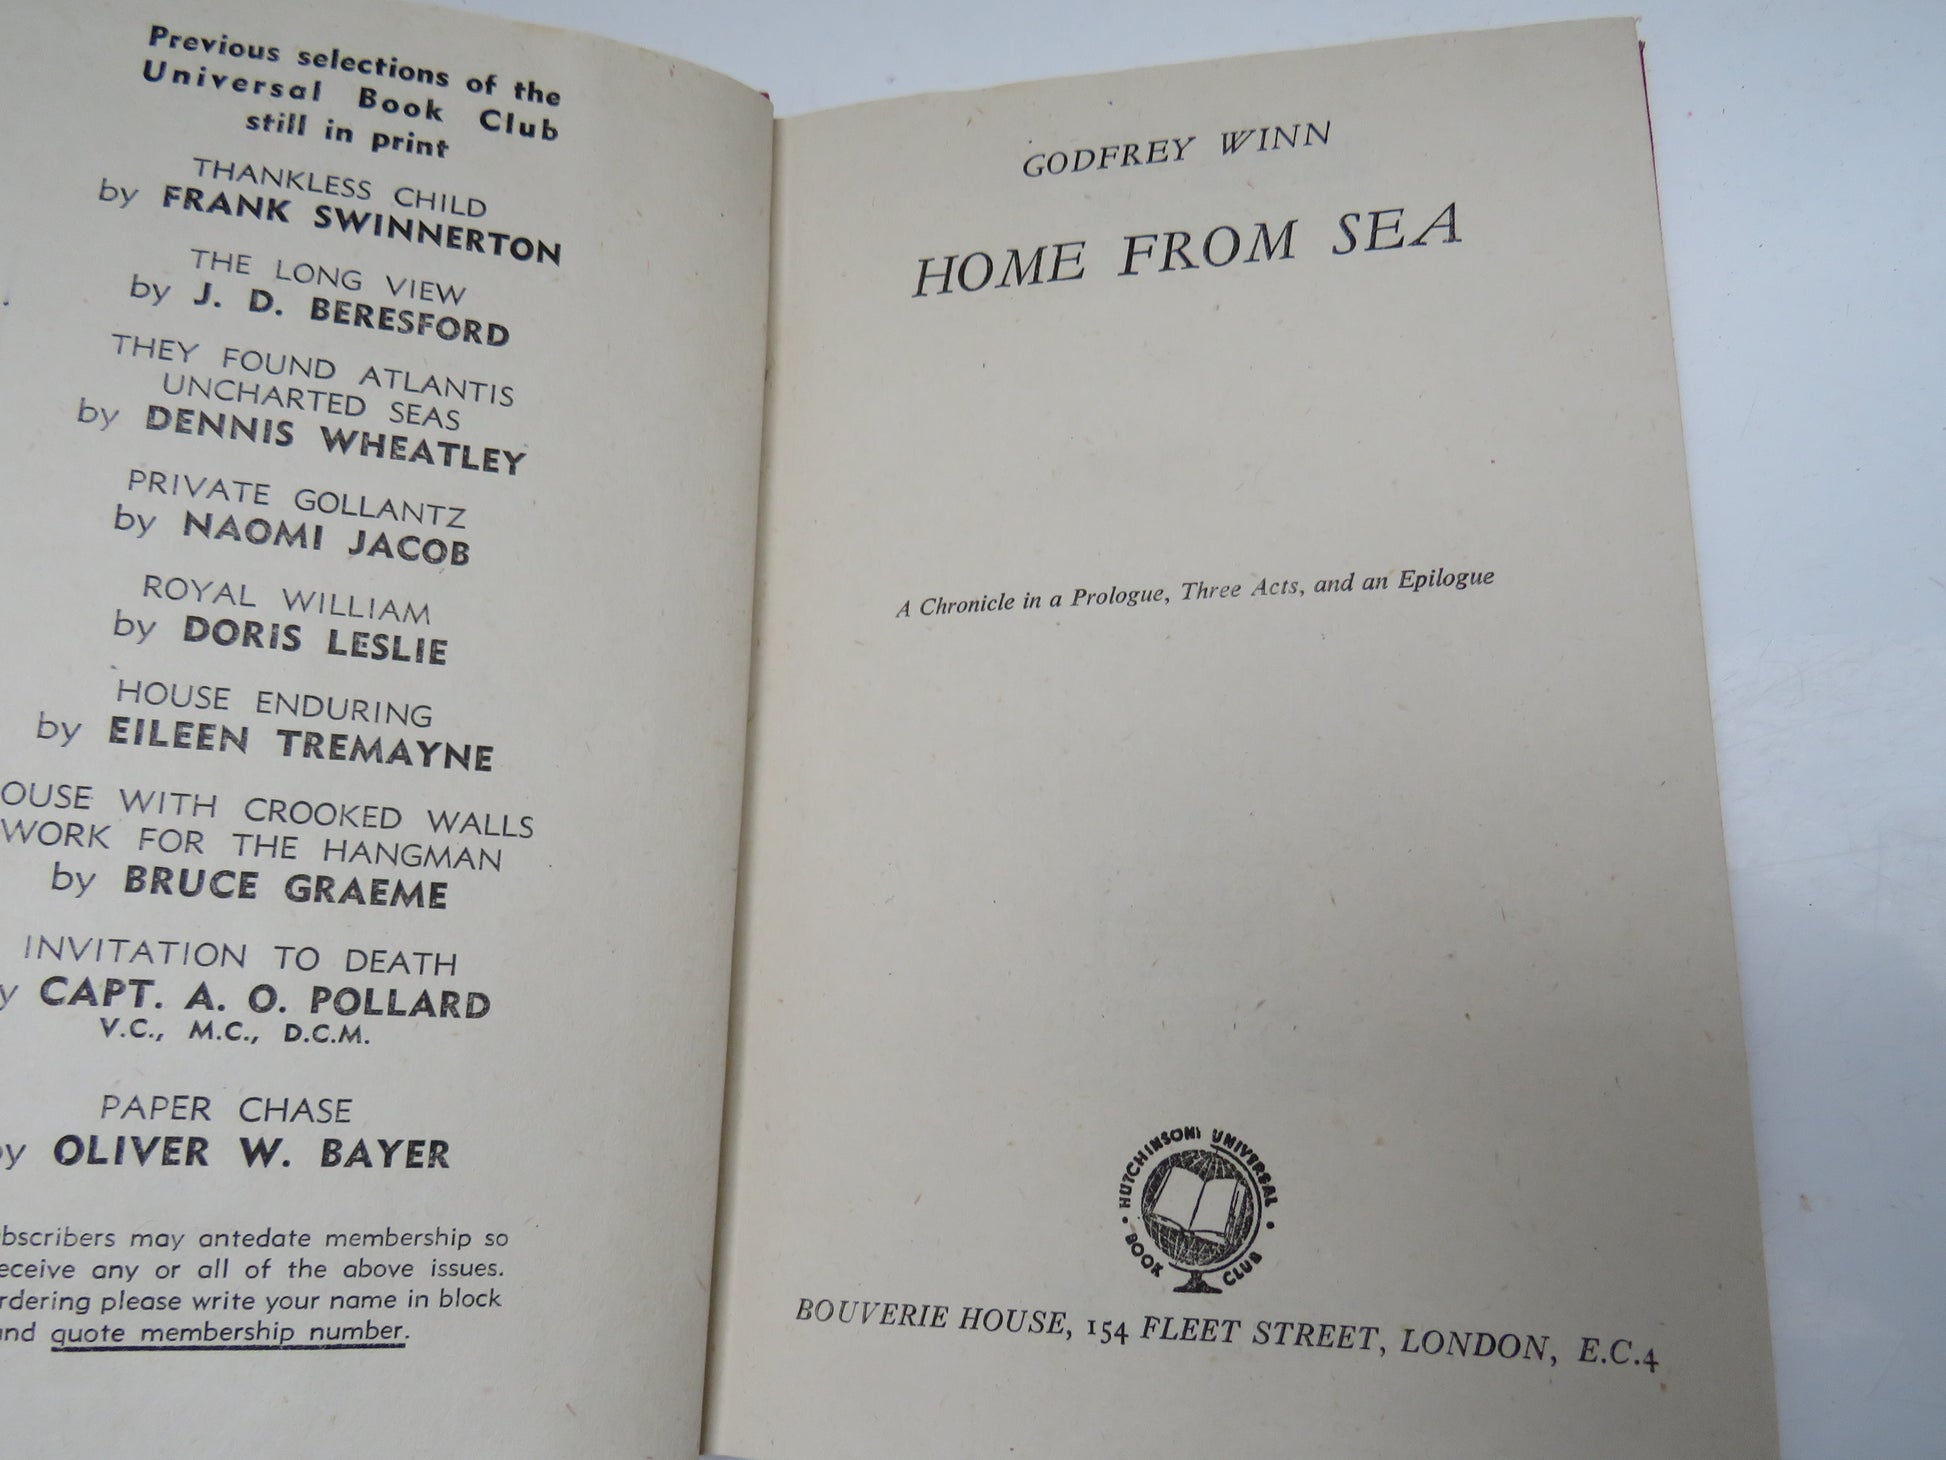 Previous selections of the
Universal Book Club
still in print
THANKLESS CHILD
by FRANK SWINNERTON
THE LONG VIEW
by J. D. BERESFORD
THEY FOUND ATLANTIS
UNCHARTED SEAS
by DENNIS WHEATLEY
PRIVATE GOLLANTZ
by NAOMI JACOB
ROYAL WILLIAM
by DORIS LESLIE
HOUSE ENDURING
by EILEEN TREMAYNE
OUSE WITH CROOKED WALLS
WORK FOR THE HANGMAN
by BRUCE GRAEME
INVITATION TO DEATH
y CAPT. A. O. POLLARD
V.C., M.C., D.C.M.
PAPER CHASE
by OLIVER W. BAYER
bscribers may antedate membership so
eceive any or all of the above issues.
rdering please write your name in block
and quote membership number.
GODFREY WINN
HOME FROM SEA
A Chronicle in a Prologue, Three Acts, and an Epilogue
HUTCHINSONS UNIVERSAL
BOOK CLUB
BOUVERIE HOUSE, 154 FLEET STREET, LONDON, E.C.4